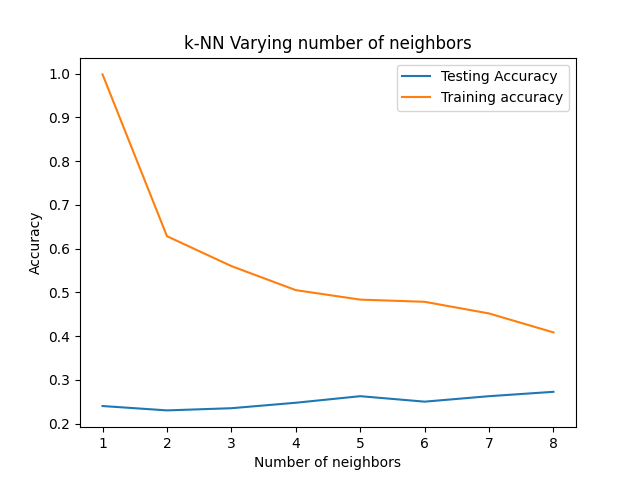 k-NN Varying number of neighbors
Testing Accuracy
Training accuracy
1.0
0.9
0.8
0.7
0.6
0.5
0.4
0.3
0.2
Accuracy
1 2 3 4 5 6 7 8
Number of neighbors